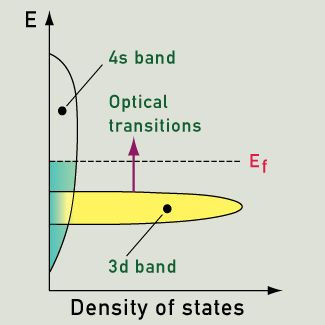 E
4s band
Optical
transitions
Ef
3d band
Density of states